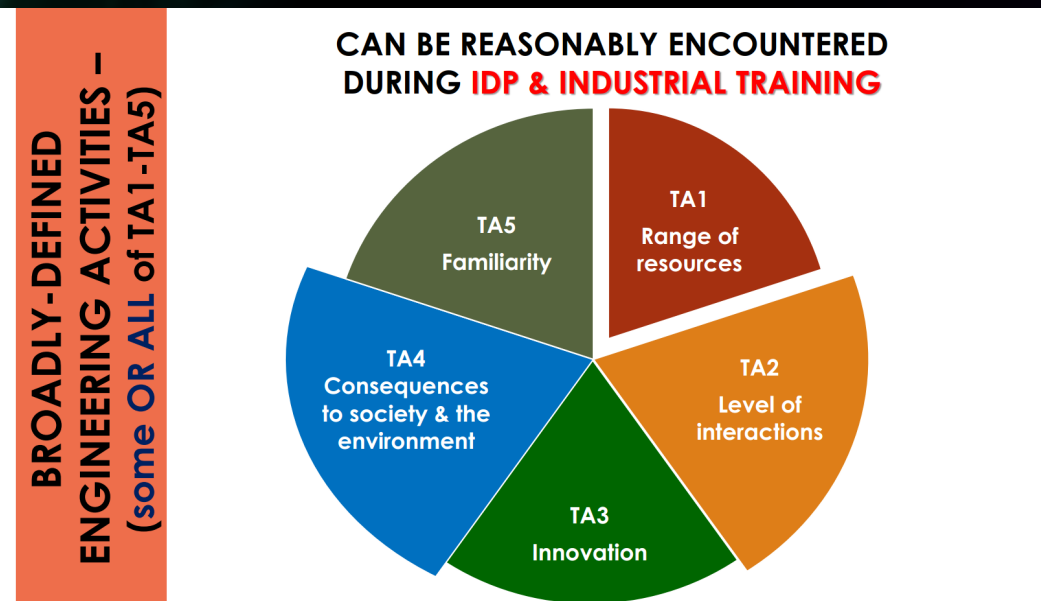 BROADLY-DEFINED
ENGINEERING ACTIVITIES –
(some OR ALL of TA1-TA5)
CAN BE REASONABLY ENCOUNTERED
DURING IDP & INDUSTRIAL TRAINING
TA1
Range of
resources
TA2
Level of
interactions
TA3
Innovation
TA4
Consequences
to society & the
environment
TA5
Familiarity